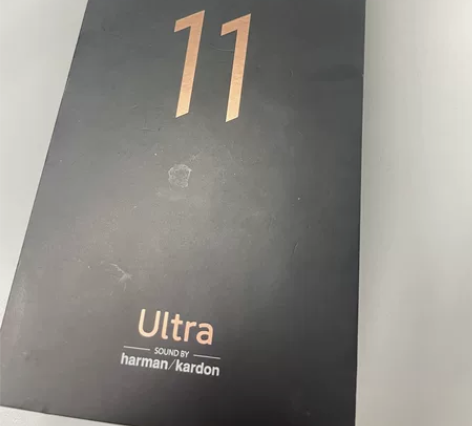 11
Ultra
SOUND BY
harman/kardon